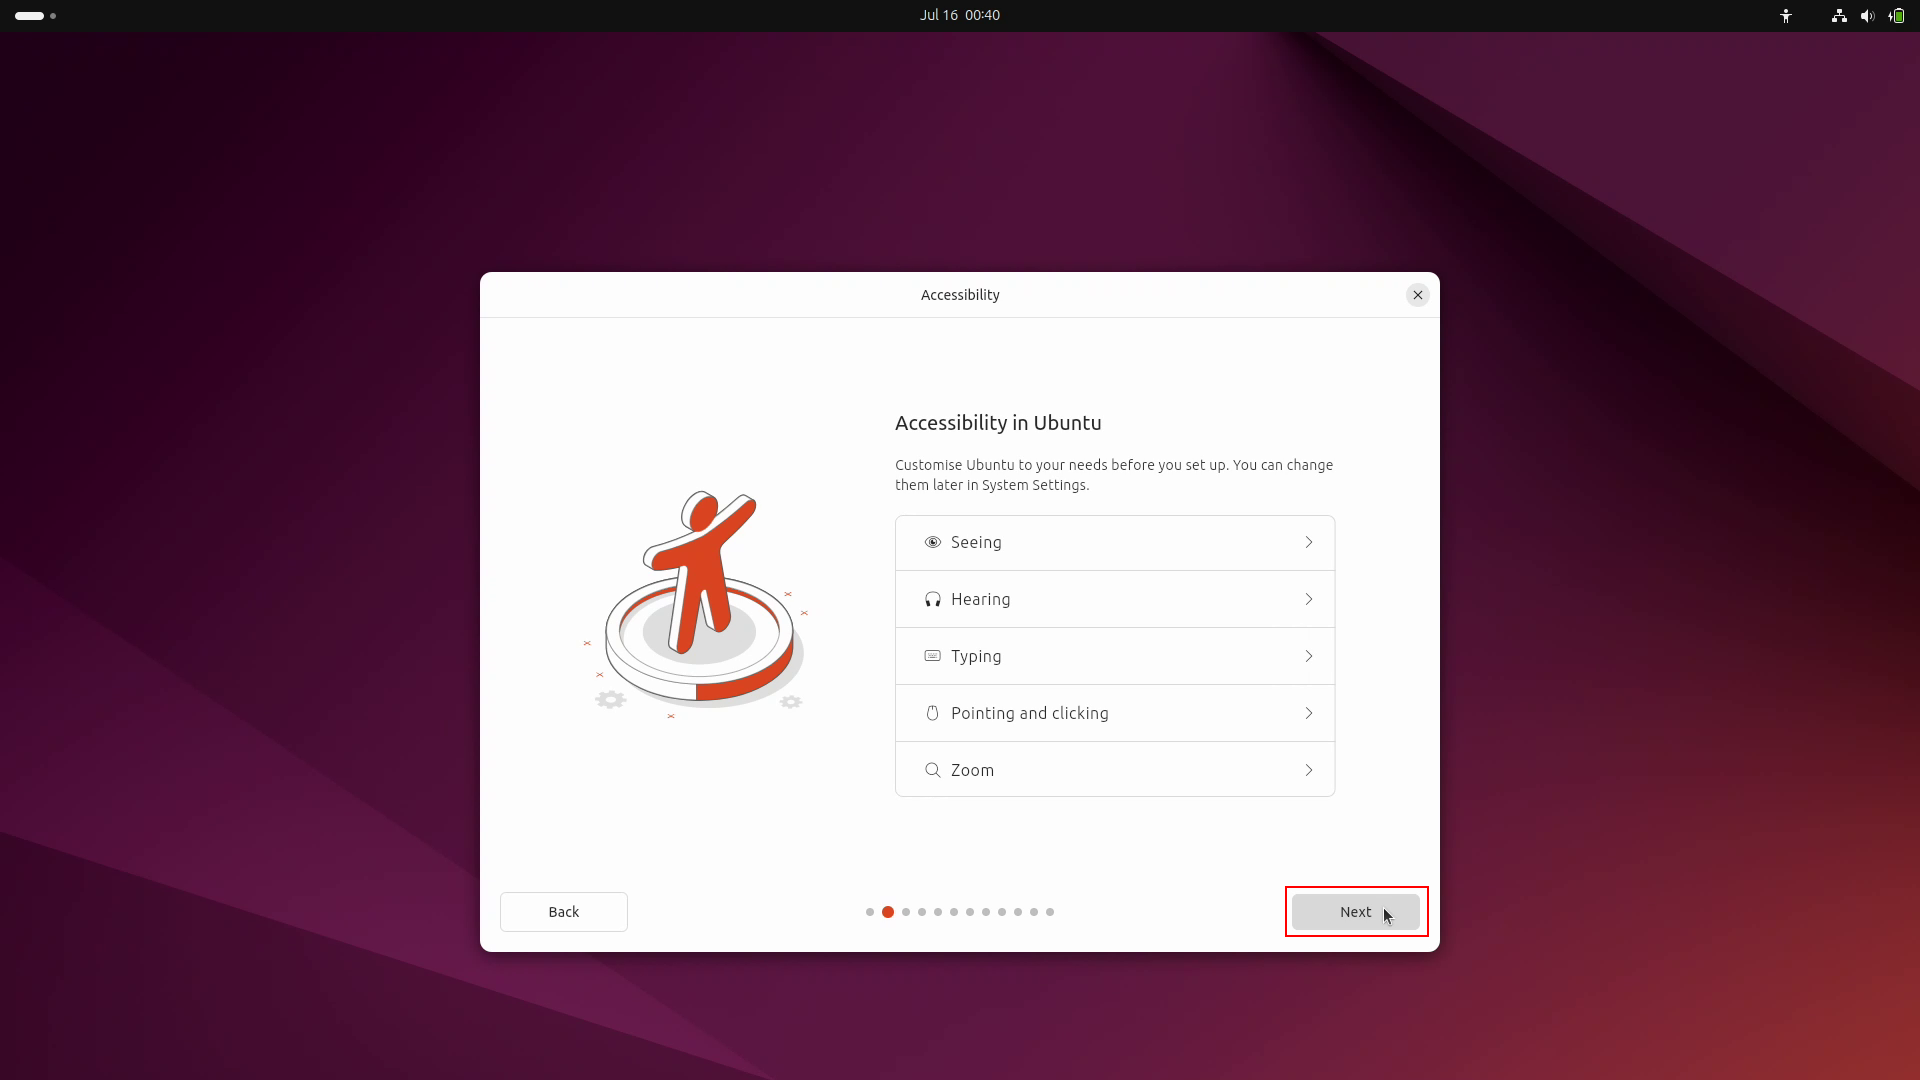 Jul 16 00:40
Accessibility
Accessibility in Ubuntu
Customise Ubuntu to your needs before you set up. You can change
them later in System Settings.
Seeing
Hearing
Typing
Pointing and clicking
Zoom
Back
Next